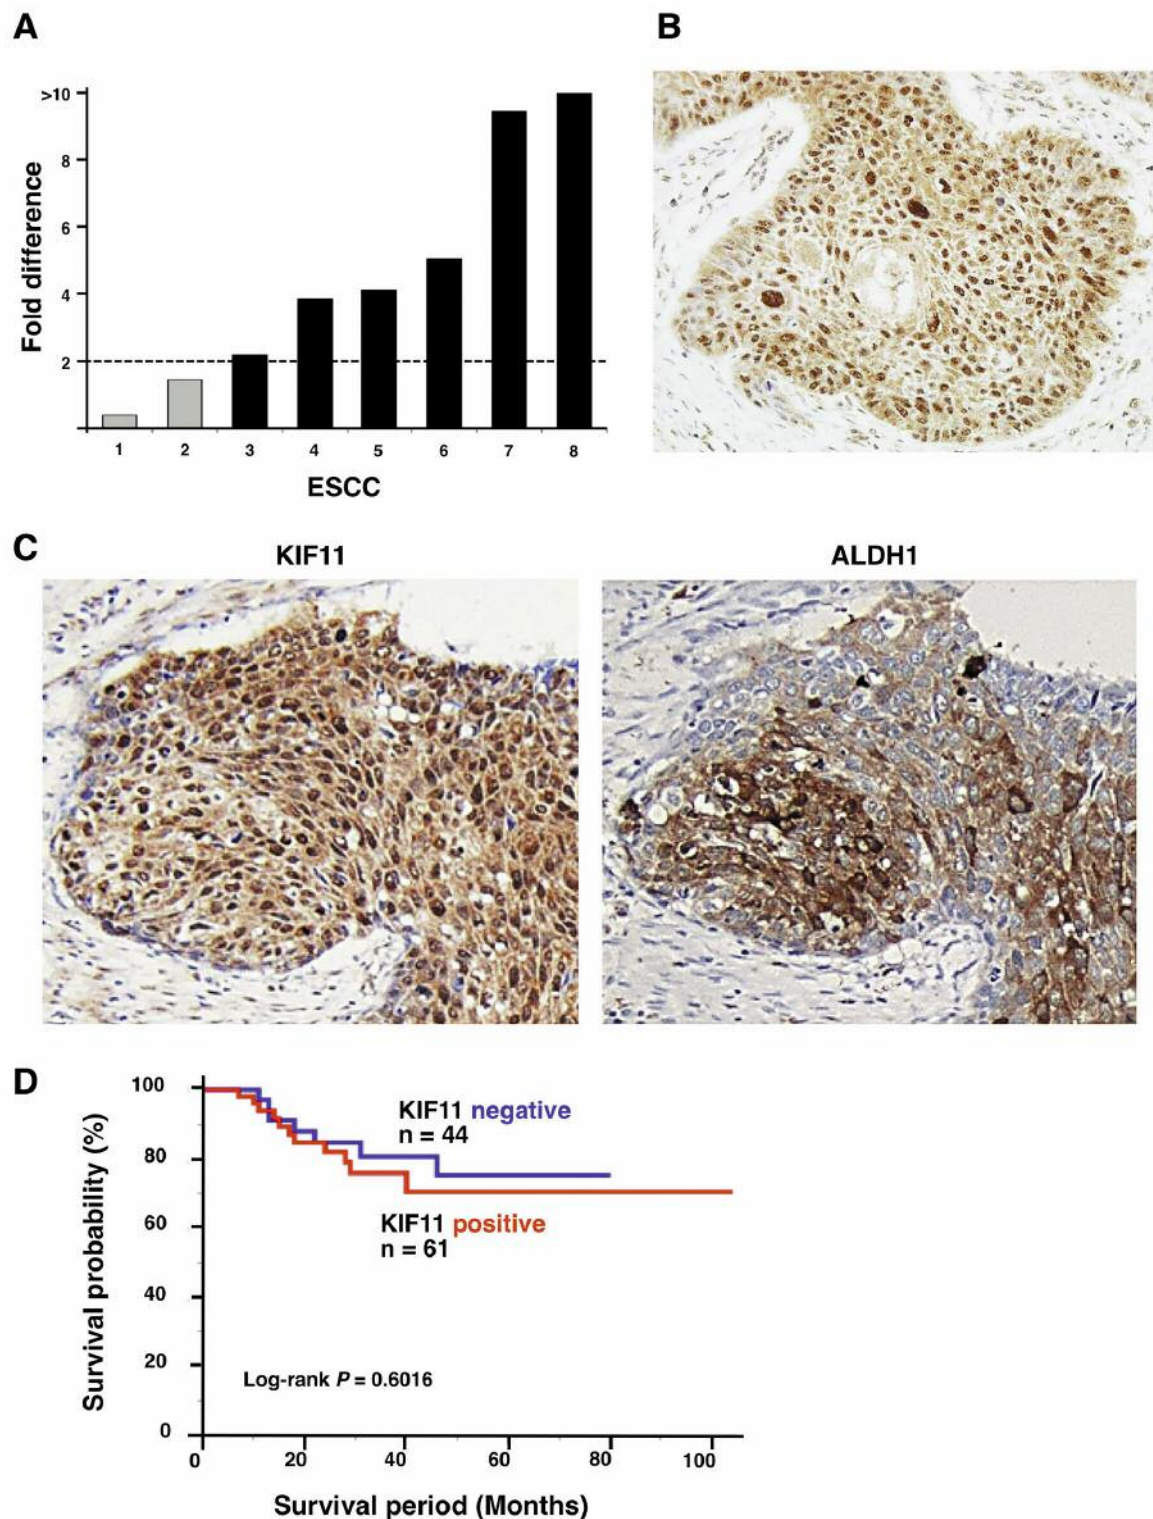 A
Fold difference
>10
8
6
4
2
1 2 3 4 5 6 7 8
ESCC
B
C
KIF11
ALDH1
D
Survival probability (%)
100
80
60
40
20
0
KIF11 negative
n = 44
KIF11 positive
n = 61
Log-rank P = 0.6016
0 20 40 60 80 100
Survival period (Months)